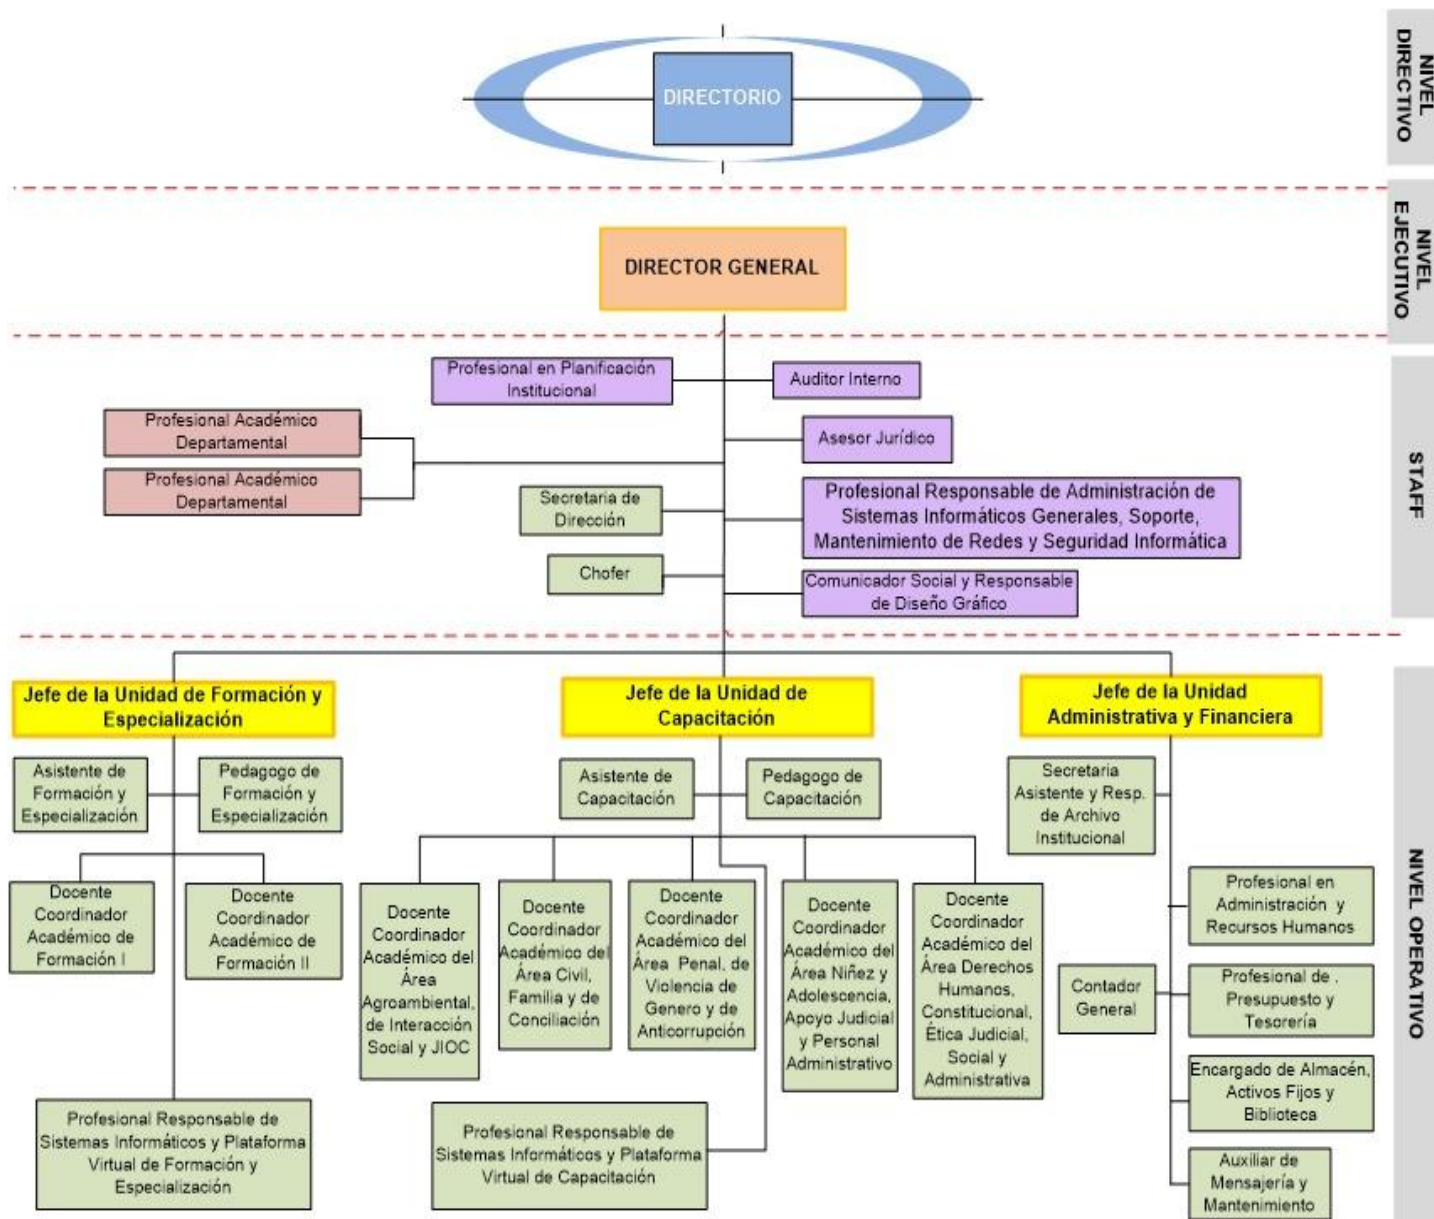 DIRECTORIO
NIVEL
DIRECTIVO
DIRECTOR GENERAL
NIVEL
EJECUTIVO
Profesional en Planificación
Institucional
Auditor Interno
Profesional Académico
Departamental
Asesor Jurídico
Profesional Académico
Departamental
Secretaria de
Dirección
Profesional Responsable de Administración de
Sistemas Informáticos Generales, Soporte,
Mantenimiento de Redes y Seguridad Informática
Chofer
Comunicador Social y Responsable
de Diseño Gráfico
STAFF
Jefe de la Unidad de Formación y
Especialización
Jefe de la Unidad de
Capacitación
Jefe de la Unidad
Administrativa y Financiera
Asistente de
Formación y
Especialización
Pedagogo de
Formación y
Especialización
Asistente de
Capacitación
Pedagogo de
Capacitación
Secretaria
Asistente y Resp.
de Archivo
Institucional
Docente
Coordinador
Académico de
Formación I
Docente
Coordinador
Académico de
Formación II
Docente
Coordinador
Académico del
Área
Agroambiental,
de Interacción
Social y JIOC
Docente
Coordinador
Académico del
Área Civil,
Familia y de
Conciliación
Docente
Coordinador
Académico del
Área Penal, de
Violencia de
Genero y de
Anticorrupción
Docente
Coordinador
Académico del
Área Niñez y
Adolescencia,
Apoyo Judicial
y Personal
Administrativo
Docente
Coordinador
Académico del
Área Derechos
Humanos,
Constitucional,
Ética Judicial,
Social y
Administrativa
Profesional en
Administración y
Recursos Humanos
Contador
General
Profesional de .
Presupuesto y
Tesorería
Encargado de Almacén,
Activos Fijos y
Biblioteca
Auxiliar de
Mensajería y
Mantenimiento
Profesional Responsable de
Sistemas Informáticos y Plataforma
Virtual de Formación y
Especialización
Profesional Responsable de
Sistemas Informáticos y Plataforma
Virtual de Capacitación
NIVEL OPERATIVO